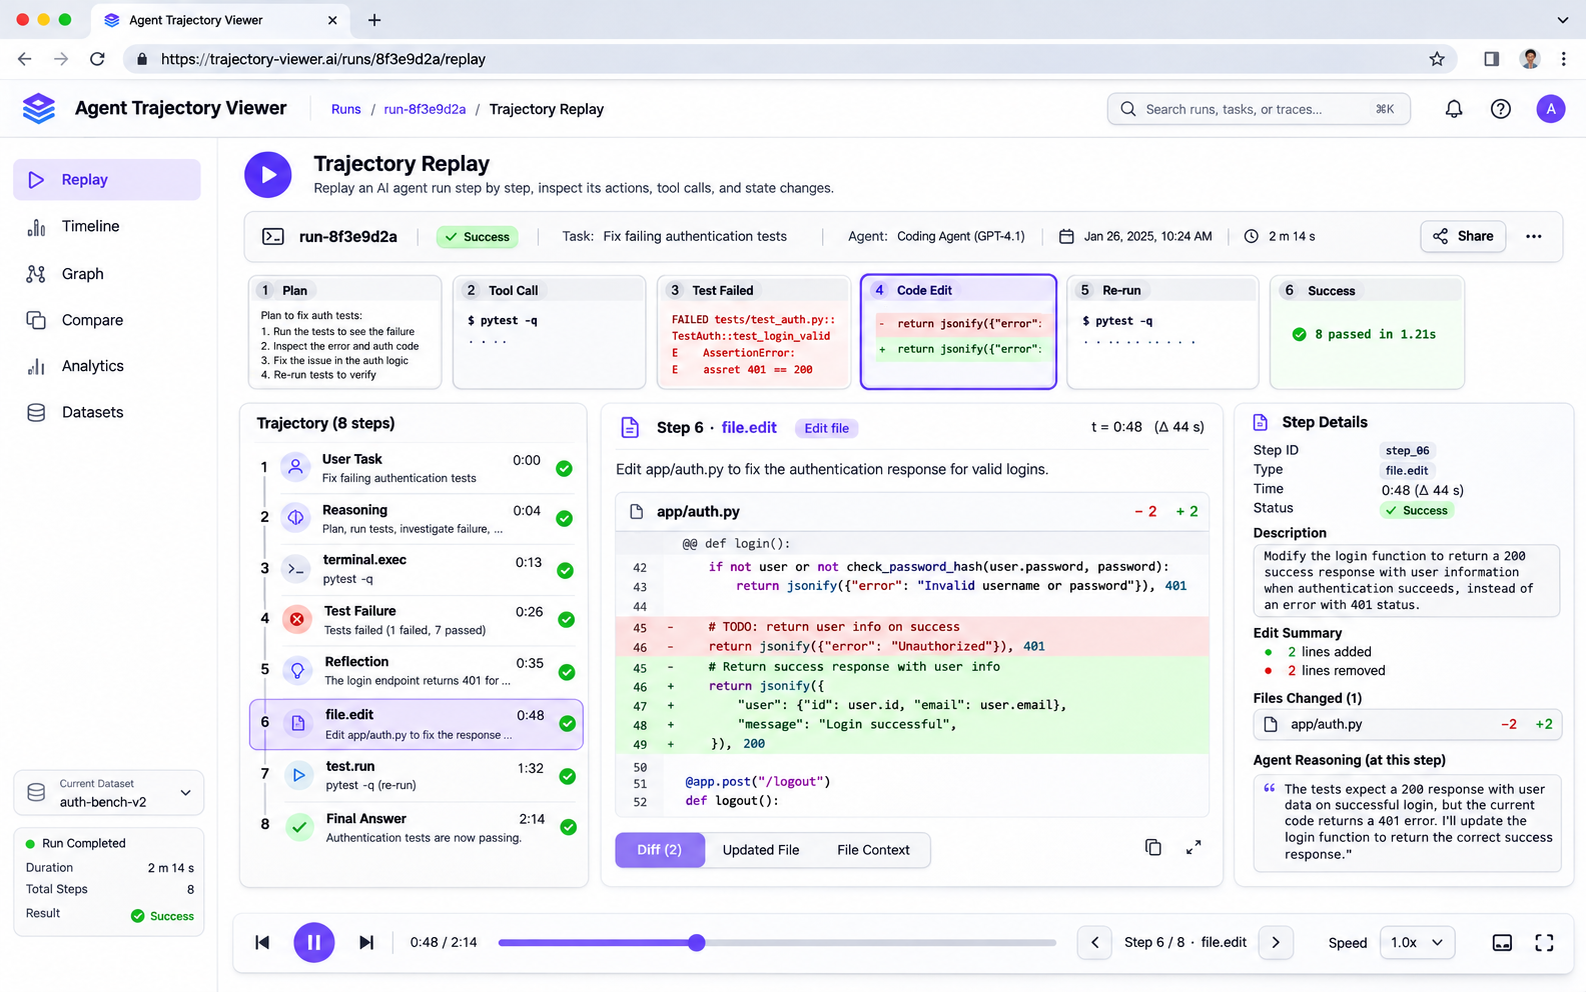 Agent Trajectory Viewer
https://trajectory-viewer.ai/runs/8f3e9d2a/replay
Agent Trajectory Viewer
Runs / run-8f3e9d2a / Trajectory Replay
Search runs, tasks, or traces... ⌘K
A
Replay
Timeline
Graph
Compare
Analytics
Datasets
Current Dataset
auth-bench-v2
Run Completed
Duration 2 m 14 s
Total Steps 8
Result Success
Trajectory Replay
Replay an AI agent run step by step, inspect its actions, tool calls, and state changes.
run-8f3e9d2a Success Task: Fix failing authentication tests Agent: Coding Agent (GPT-4.1) Jan 26, 2025, 10:24 AM 2 m 14 s Share
1 Plan
Plan to fix auth tests:
1. Run the tests to see the failure
2. Inspect the error and auth code
3. Fix the issue in the auth logic
4. Re-run tests to verify
2 Tool Call
$ pytest -q
. . . .
3 Test Failed
FAILED tests/test_auth.py::
TestAuth::test_login_valid
E AssertionError:
E assret 401 == 200
4 Code Edit
- return jsonify({"error":
+ return jsonify({"error":
5 Re-run
$ pytest -q
. . . . . . . . . .
6 Success
8 passed in 1.21s
Trajectory (8 steps)
1 User Task 0:00
Fix failing authentication tests
2 Reasoning 0:04
Plan, run tests, investigate failure, ...
3 terminal.exec 0:13
pytest -q
4 Test Failure 0:26
Tests failed (1 failed, 7 passed)
5 Reflection 0:35
The login endpoint returns 401 for ...
6 file.edit 0:48
Edit app/auth.py to fix the response ...
7 test.run 1:32
pytest -q (re-run)
8 Final Answer 2:14
Authentication tests are now passing.
Step 6 · file.edit Edit file t = 0:48 (Δ 44 s)
Edit app/auth.py to fix the authentication response for valid logins.
app/auth.py - 2 + 2
@@ def login():
42 if not user or not check_password_hash(user.password, password):
43 return jsonify({"error": "Invalid username or password"}), 401
44
45 - # TODO: return user info on success
46 - return jsonify({"error": "Unauthorized"}), 401
45 - # Return success response with user info
46 + return jsonify({
47 + "user": {"id": user.id, "email": user.email},
48 + "message": "Login successful",
49 + }), 200
50
51 @app.post("/logout")
52 def logout():
Diff (2) Updated File File Context
Step Details
Step ID step_06
Type file.edit
Time 0:48 (Δ 44 s)
Status Success
Description
Modify the login function to return a 200
success response with user information
when authentication succeeds, instead of
an error with 401 status.
Edit Summary
2 lines added
2 lines removed
Files Changed (1)
app/auth.py -2 +2
Agent Reasoning (at this step)
“ The tests expect a 200 response with user
data on successful login, but the current
code returns a 401 error. I'll update the
login function to return the correct success
response."
0:48 / 2:14 Step 6 / 8 · file.edit Speed 1.0x